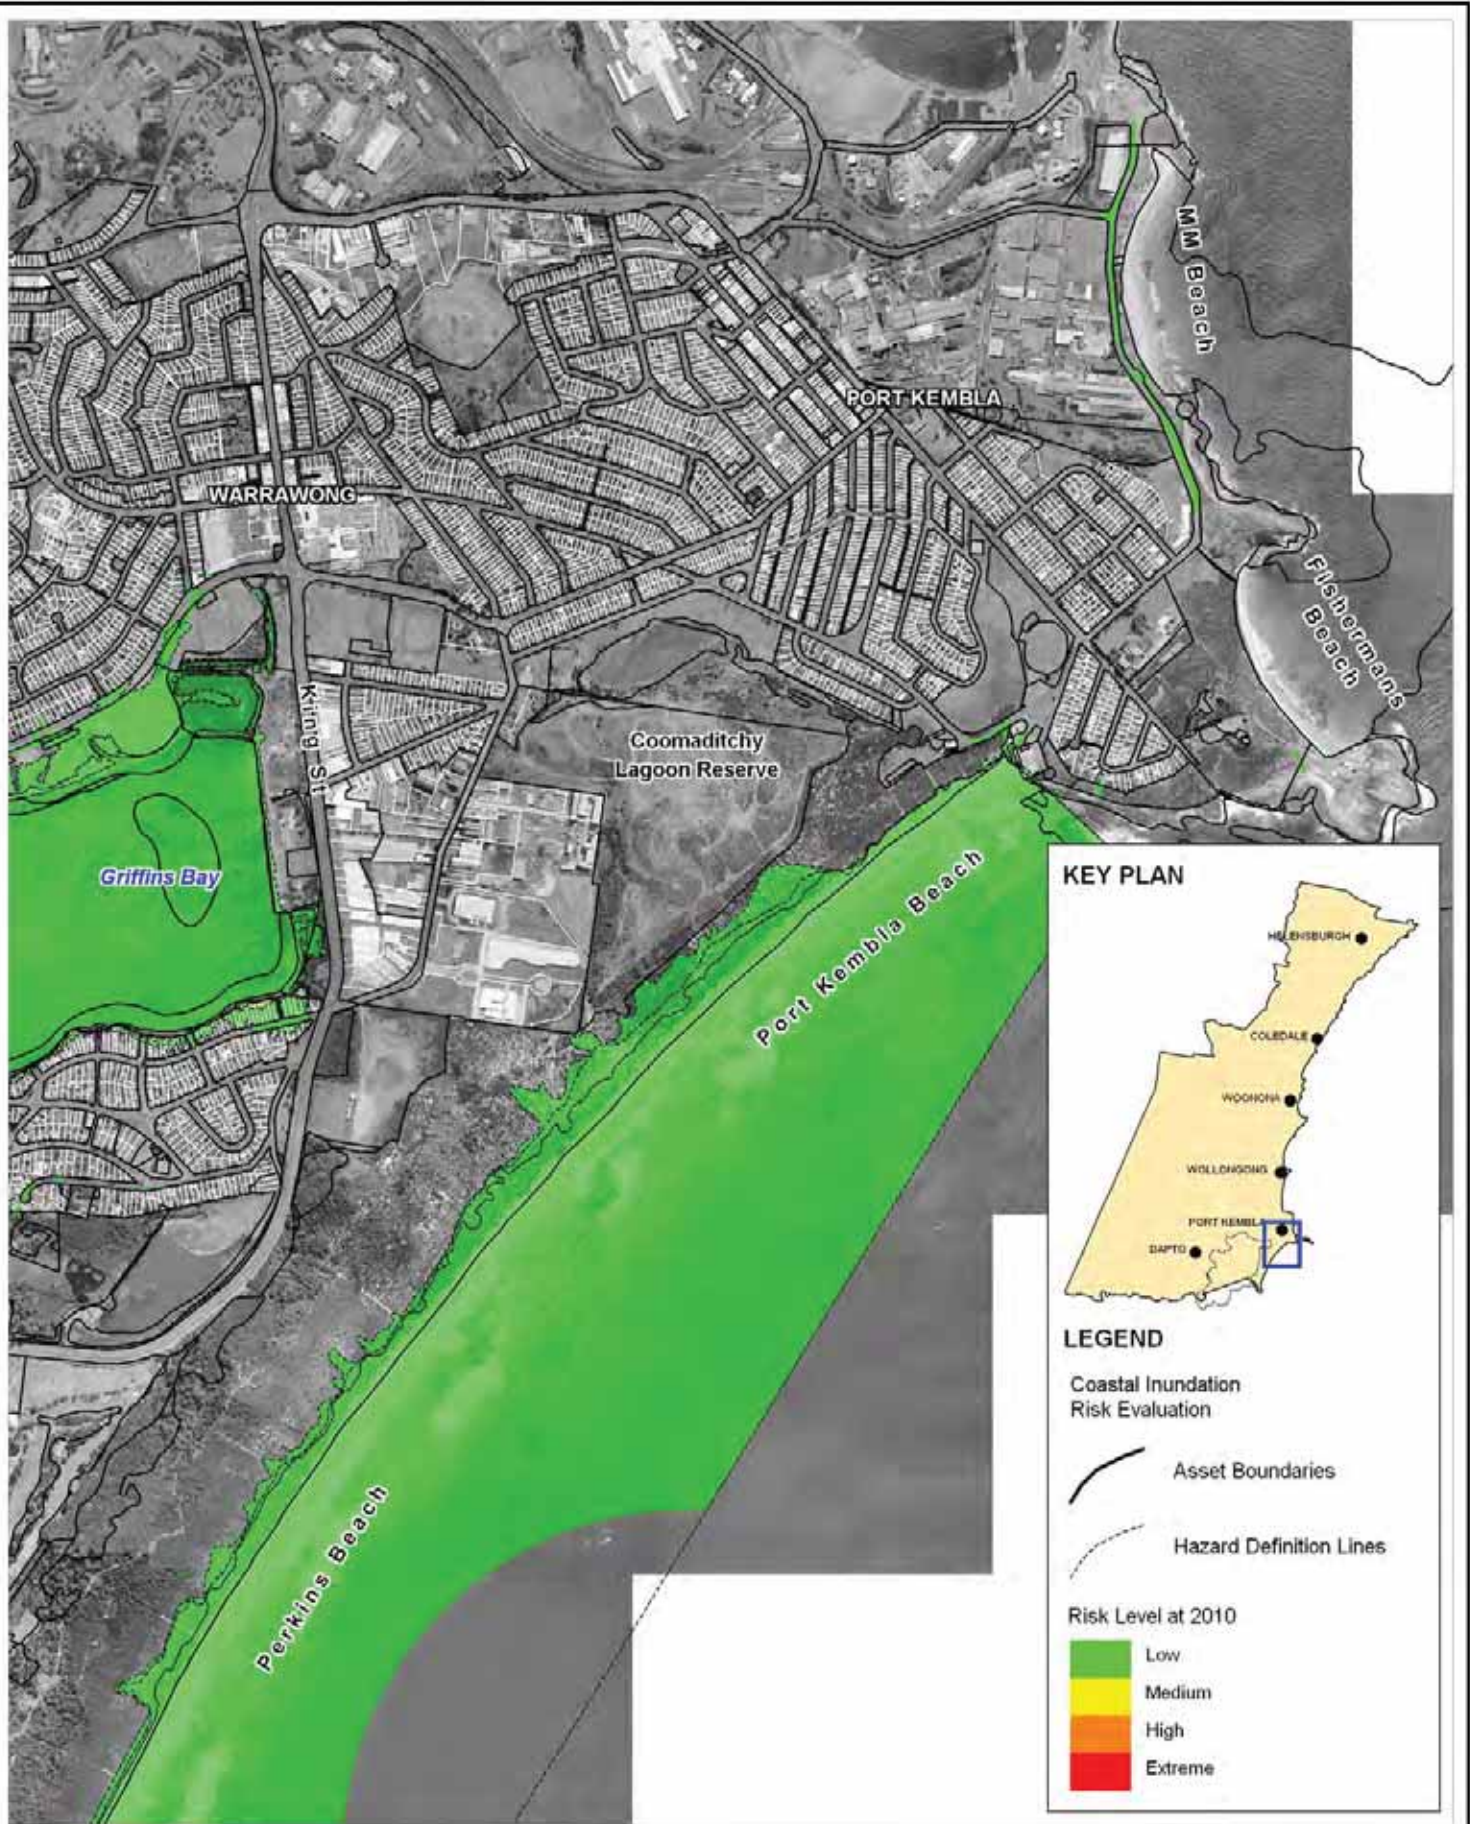 MM Beach
PORT KEMBLA
WARRAWONG
Fishermans
Beach
King St
Coomaditchy
Lagoon Reserve
Griffins Bay
Port Kembla Beach
Perkins Beach
KEY PLAN
HELENSBURGH
COLEDALE
WOONONA
WOLLONGONG
PORT KEMBLA
DAPTO
LEGEND
Coastal Inundation
Risk Evaluation
Asset Boundaries
Hazard Definition Lines
Risk Level at 2010
Low
Medium
High
Extreme